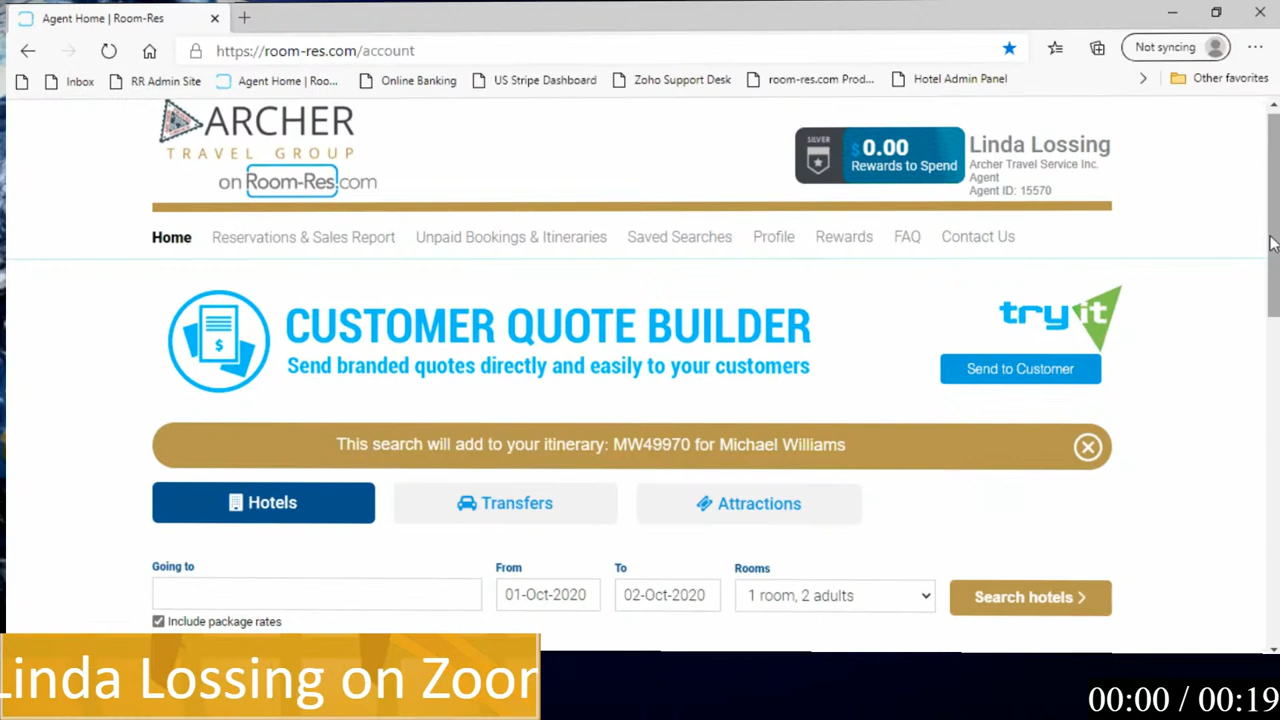 Agent Home | Room-Res
https://room-res.com/account
Not syncing
Inbox
RR Admin Site
Agent Home | Roo...
Online Banking
US Stripe Dashboard
Zoho Support Desk
room-res.com Prod...
Hotel Admin Panel
Other favorites
ARCHER
TRAVEL GROUP
on Room-Res.com
SILVER
$0.00
Rewards to Spend
Linda Lossing
Archer Travel Service Inc.
Agent
Agent ID: 15570
Home Reservations & Sales Report Unpaid Bookings & Itineraries Saved Searches Profile Rewards FAQ Contact Us
CUSTOMER QUOTE BUILDER
Send branded quotes directly and easily to your customers
try it
Send to Customer
This search will add to your itinerary: MW49970 for Michael Williams
Hotels Transfers Attractions
Going to From To Rooms
01-Oct-2020 02-Oct-2020 1 room, 2 adults Search hotels
Include package rates
Linda Lossing on Zoom
00:00 / 00:19